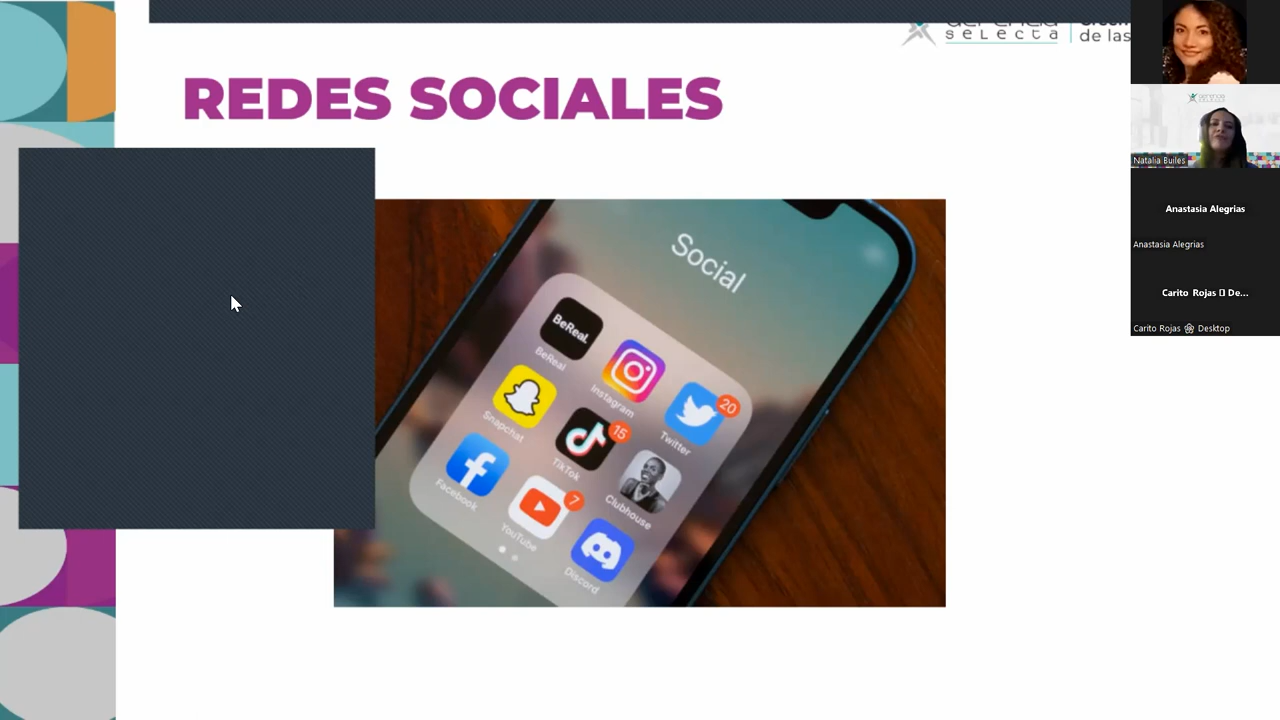 selecta
de las
REDES SOCIALES
Social
BeReal.
BeReal
Instagram
20
Twitter
Snapchat
15
TikTok
Clubhouse
Facebook
7
YouTube
Discord
Natalia Builes
Anastasia Alegrias
Anastasia Alegrias
Carito Rojas De...
Carito Rojas Desktop